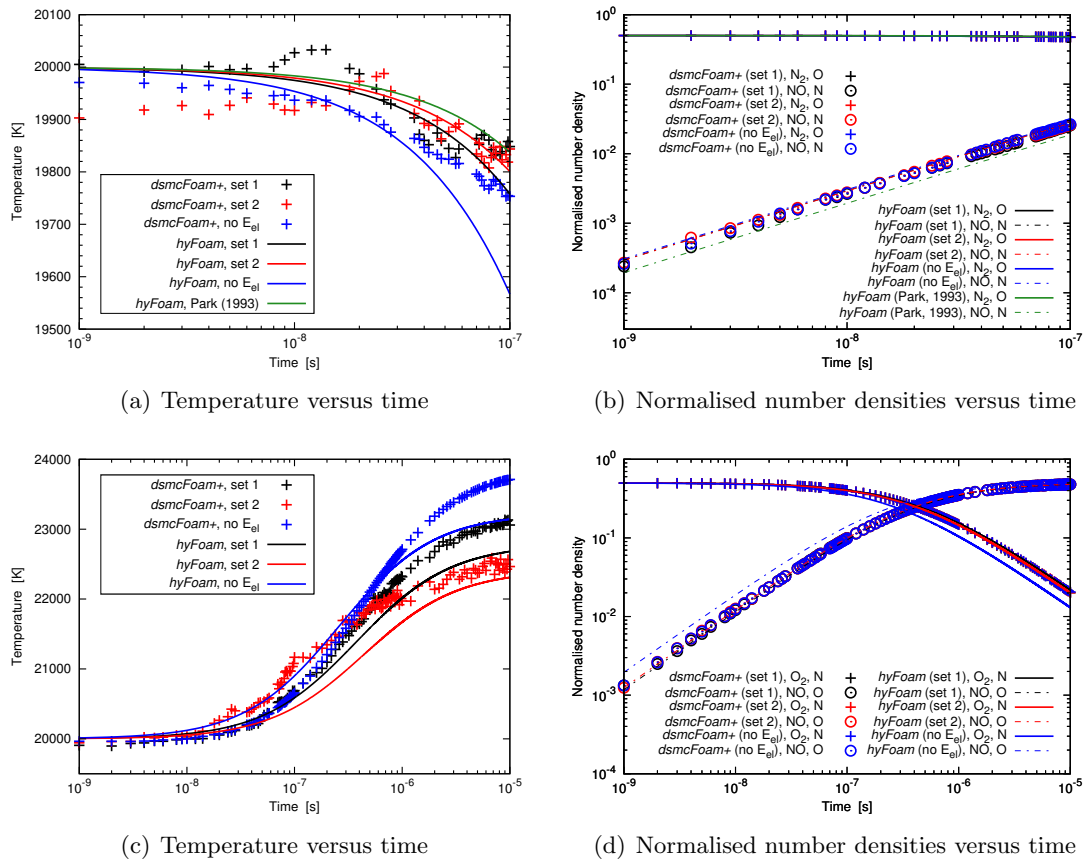 20100
20000
19900
19800
19700
19600
19500
Temperature [K]
dsmcFoam+, set 1
dsmcFoam+, set 2
dsmcFoam+, no E_el
hyFoam, set 1
hyFoam, set 2
hyFoam, no E_el
hyFoam, Park (1993)
10^-9 10^-8 10^-7
Time [s]
(a) Temperature versus time
10^0
10^-1
10^-2
10^-3
10^-4
Normalised number density
dsmcFoam+ (set 1), N_2, O
dsmcFoam+ (set 1), NO, N
dsmcFoam+ (set 2), N_2, O
dsmcFoam+ (set 2), NO, N
dsmcFoam+ (no E_el), N_2, O
dsmcFoam+ (no E_el), NO, N
hyFoam (set 1), N_2, O
hyFoam (set 1), NO, N
hyFoam (set 2), N_2, O
hyFoam (set 2), NO, N
hyFoam (no E_el), N_2, O
hyFoam (no E_el), NO, N
hyFoam (Park, 1993), N_2, O
hyFoam (Park, 1993), NO, N
10^-9 10^-8 10^-7
Time [s]
(b) Normalised number densities versus time
24000
23000
22000
21000
20000
Temperature [K]
dsmcFoam+, set 1
dsmcFoam+, set 2
dsmcFoam+, no E_el
hyFoam, set 1
hyFoam, set 2
hyFoam, no E_el
10^-9 10^-8 10^-7 10^-6 10^-5
Time [s]
(c) Temperature versus time
10^0
10^-1
10^-2
10^-3
10^-4
Normalised number density
dsmcFoam+ (set 1), O_2, N
dsmcFoam+ (set 1), NO, O
dsmcFoam+ (set 2), O_2, N
dsmcFoam+ (set 2), NO, O
dsmcFoam+ (no E_el), O_2, N
dsmcFoam+ (no E_el), NO, O
hyFoam (set 1), O_2, N
hyFoam (set 1), NO, O
hyFoam (set 2), O_2, N
hyFoam (set 2), NO, O
hyFoam (no E_el), O_2, N
hyFoam (no E_el), NO, O
10^-9 10^-8 10^-7 10^-6 10^-5
Time [s]
(d) Normalised number densities versus time